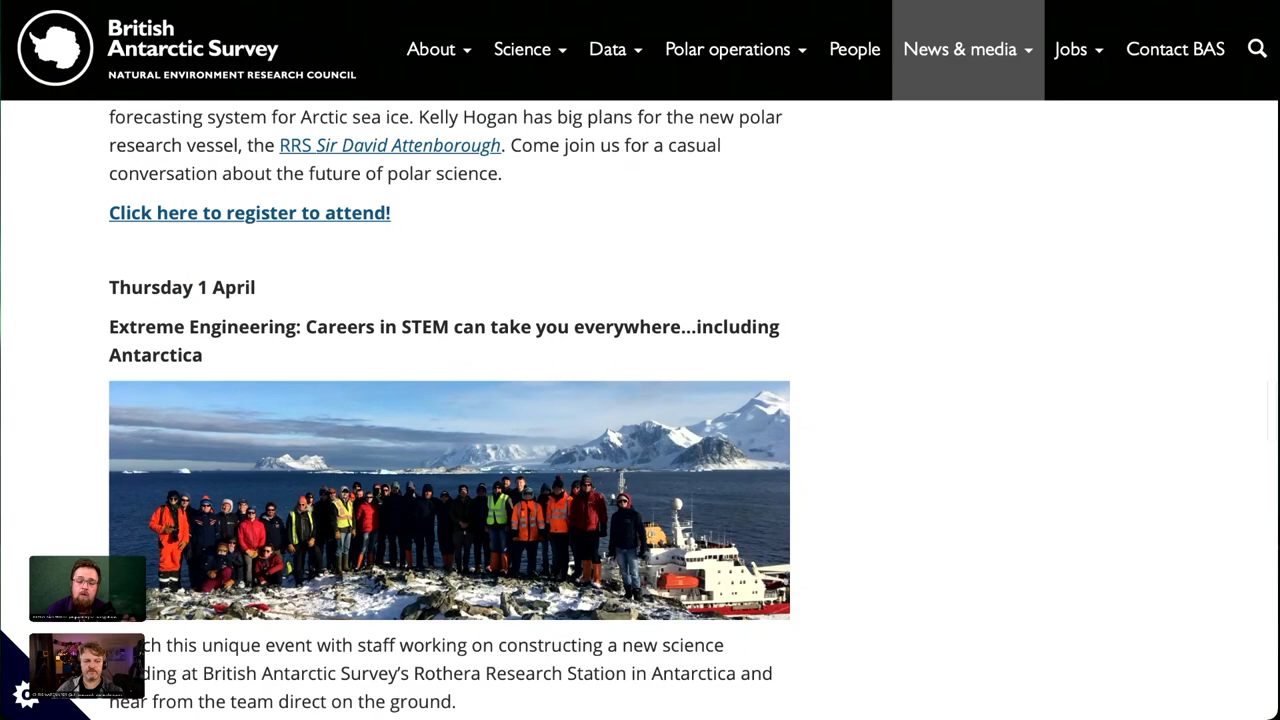 British
Antarctic Survey
NATURAL ENVIRONMENT RESEARCH COUNCIL
About Science Data Polar operations People News & media Jobs Contact BAS
forecasting system for Arctic sea ice. Kelly Hogan has big plans for the new polar
research vessel, the RRS Sir David Attenborough. Come join us for a casual
conversation about the future of polar science.
Click here to register to attend!
Thursday 1 April
Extreme Engineering: Careers in STEM can take you everywhere…including
Antarctica
this unique event with staff working on constructing a new science
at British Antarctic Survey's Rothera Research Station in Antarctica and
hear from the team direct on the ground.